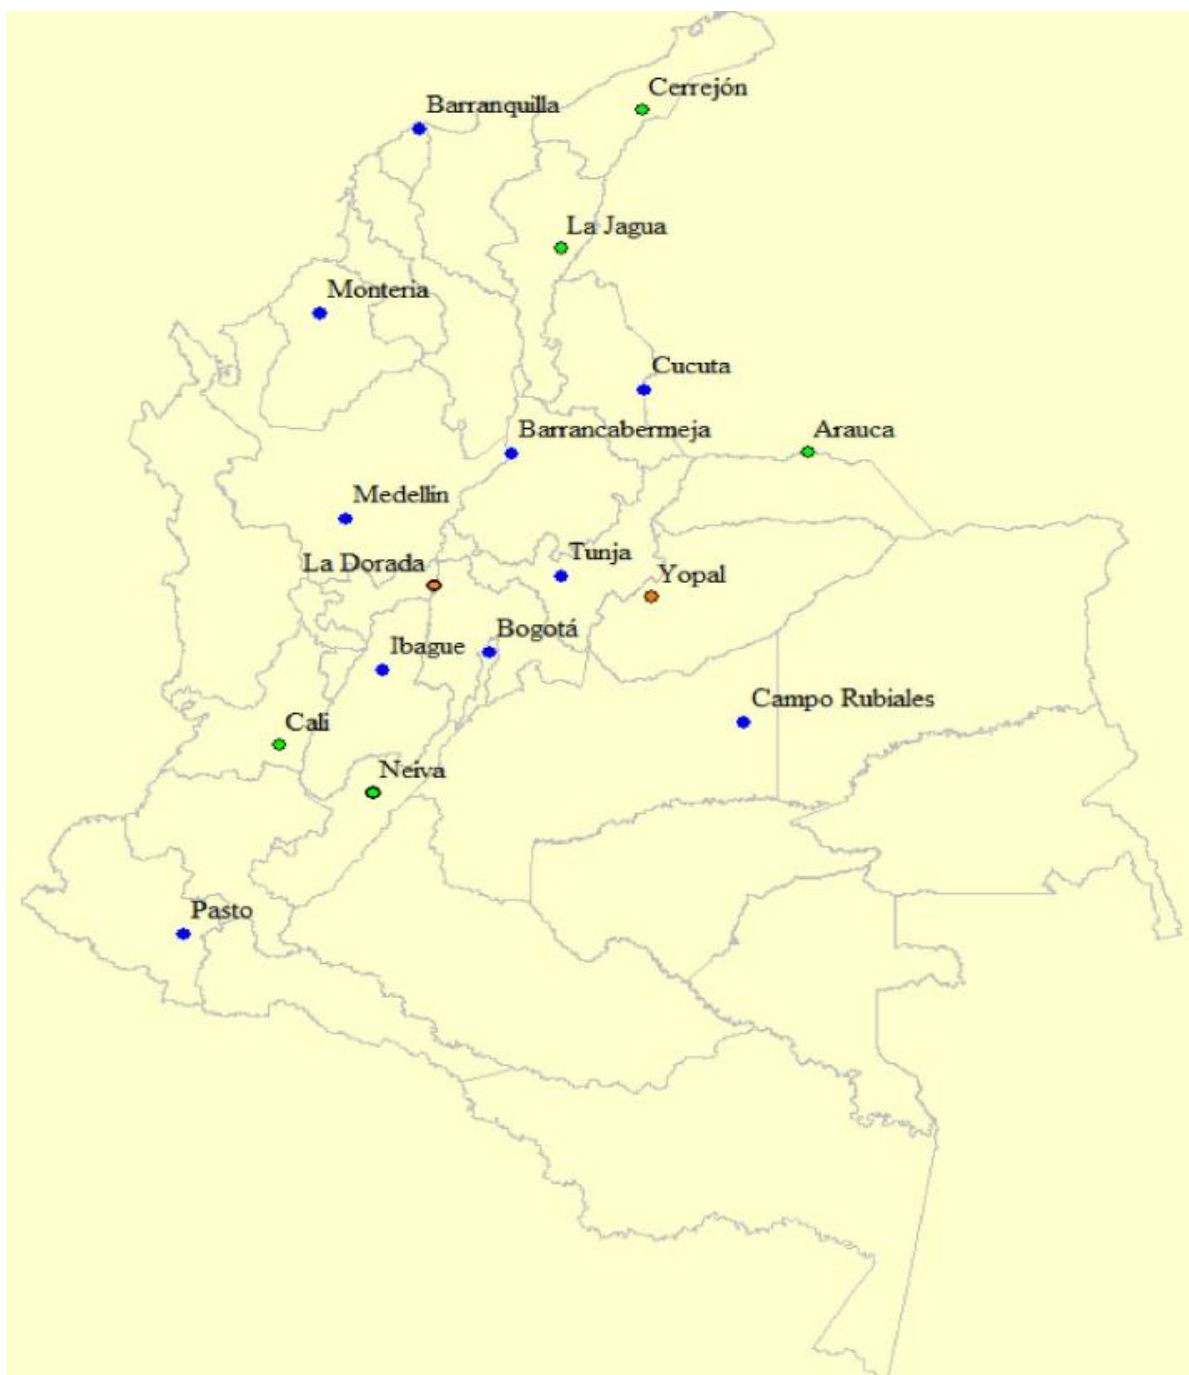 Cerrejón
Barranquilla
La Jagua
Monteria
Cucuta
Barrancabermeja
Arauca
Medellín
La Dorada
Tunja
Yopal
Bogotá
Ibague
Campo Rubiales
Cali
Neiva
Pasto